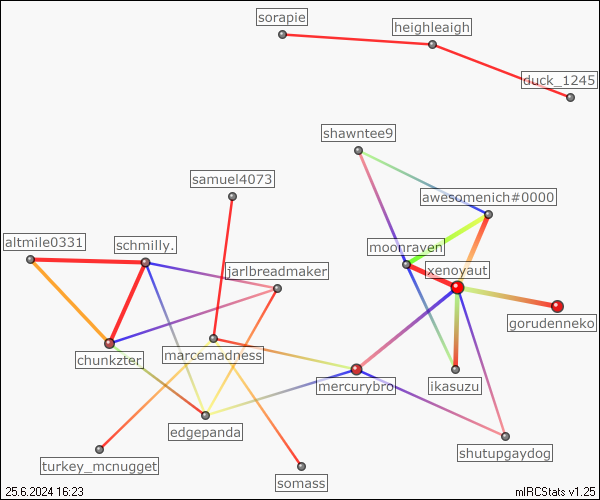 sorapie
heighleaigh
duck_1245
shawntee9
samuel4073
awesomenich#0000
altmile0331
schmilly.
moonraven
jarlbreadmaker
xenoyaut
gorudenneko
chunkzter
marcemadness
mercurybro
ikasuzu
edgepanda
shutupgaydog
turkey_mcnugget
somass
25.6.2024 16:23
mIRCStats v1.25